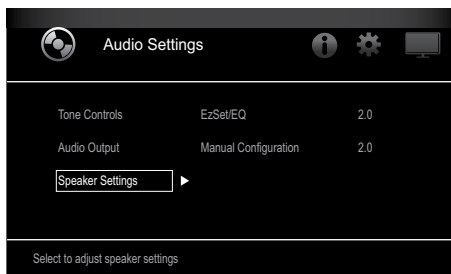 Audio Settings
Tone Controls EzSet/EQ 2.0
Audio Output Manual Configuration 2.0
Speaker Settings
Select to adjust speaker settings